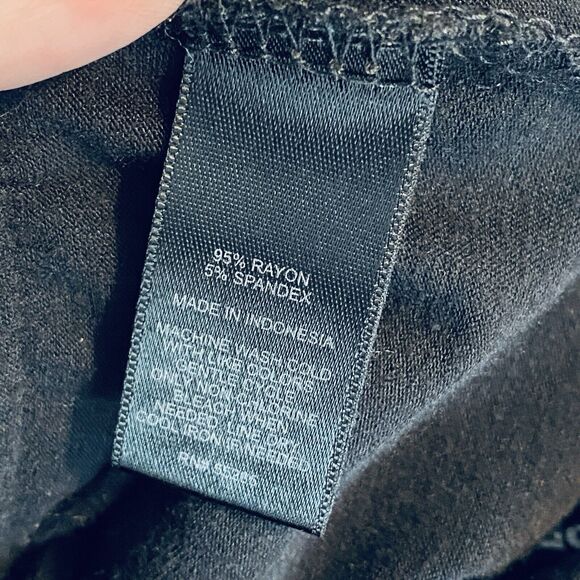 95% RAYON
5% SPANDEX
MADE IN INDONESIA
MACHINE WASH COLD
WITH LIKE COLORS
GENTLE CYCLE
ONLY NON CHLORINE
BLEACH WHEN
NEEDED LINE DRY
COOL IRON IF NEEDED
RN#